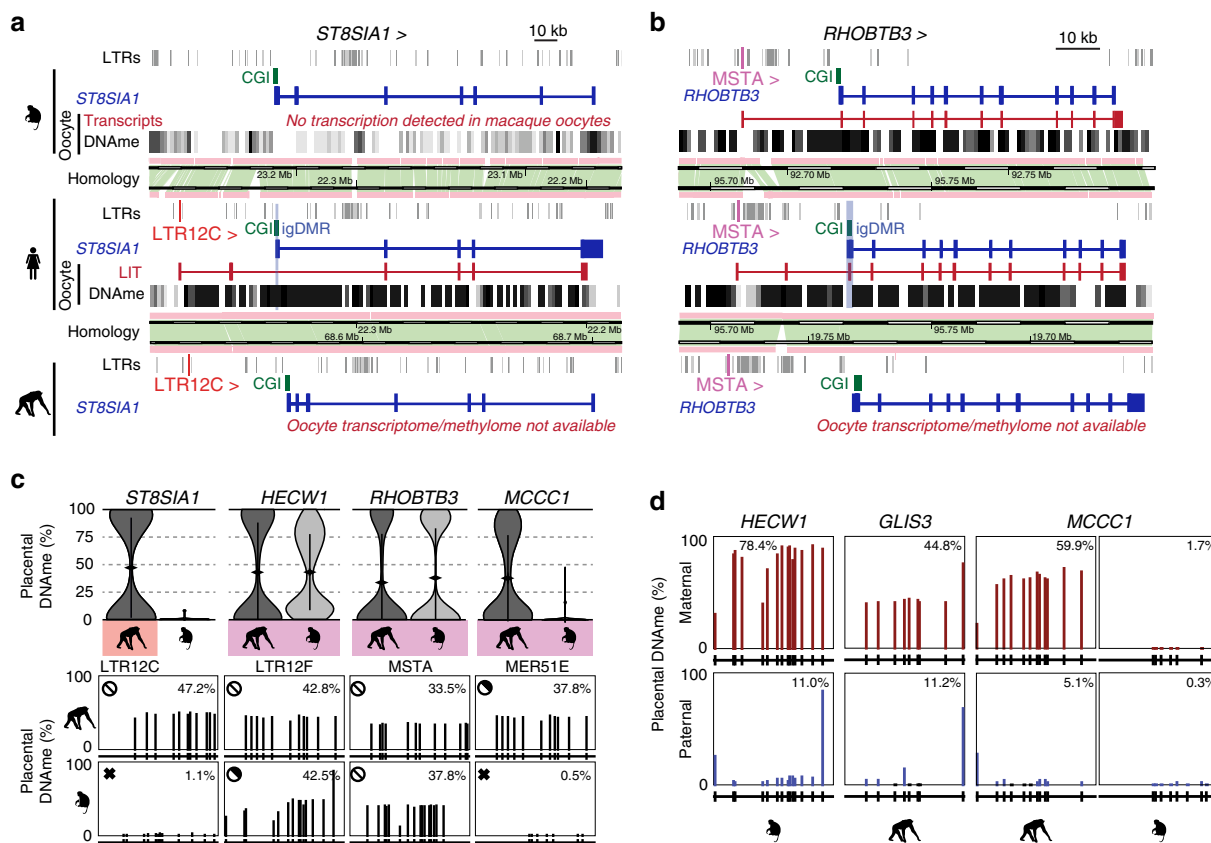 a
ST8SIA1 >
10 kb
LTRs
CGI
ST8SIA1
Oocyte
Transcripts
No transcription detected in macaque oocytes
DNAme
Homology
23.2 Mb
22.3 Mb
23.1 Mb
22.2 Mb
LTRs
LTR12C >
CGI
igDMR
ST8SIA1
Oocyte
LIT
DNAme
Homology
22.3 Mb
68.6 Mb
22.2 Mb
68.7 Mb
LTRs
LTR12C >
CGI
ST8SIA1
Oocyte transcriptome/methylome not available
b
RHOBTB3 >
10 kb
MSTA >
CGI
RHOBTB3
95.70 Mb
92.70 Mb
95.75 Mb
92.75 Mb
MSTA >
CGI
igDMR
RHOBTB3
95.70 Mb
19.75 Mb
95.75 Mb
19.70 Mb
MSTA >
CGI
RHOBTB3
Oocyte transcriptome/methylome not available
c
ST8SIA1
HECW1
RHOBTB3
MCCC1
Placental
DNAme (%)
100
75
50
25
0
LTR12C
LTR12F
MSTA
MER51E
Placental
DNAme (%)
100
0
47.2%
42.8%
33.5%
37.8%
100
0
1.1%
42.5%
37.8%
0.5%
d
HECW1
GLIS3
MCCC1
Placental DNAme (%)
Maternal
100
0
78.4%
44.8%
59.9%
1.7%
Paternal
100
0
11.0%
11.2%
5.1%
0.3%